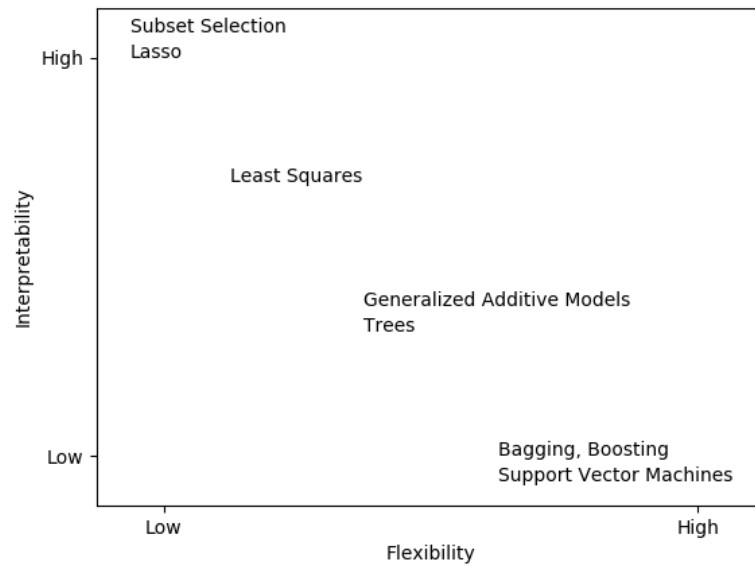 Subset Selection
Lasso
High
Least Squares
Interpretability
Generalized Additive Models
Trees
Low
Bagging, Boosting
Support Vector Machines
Low
High
Flexibility